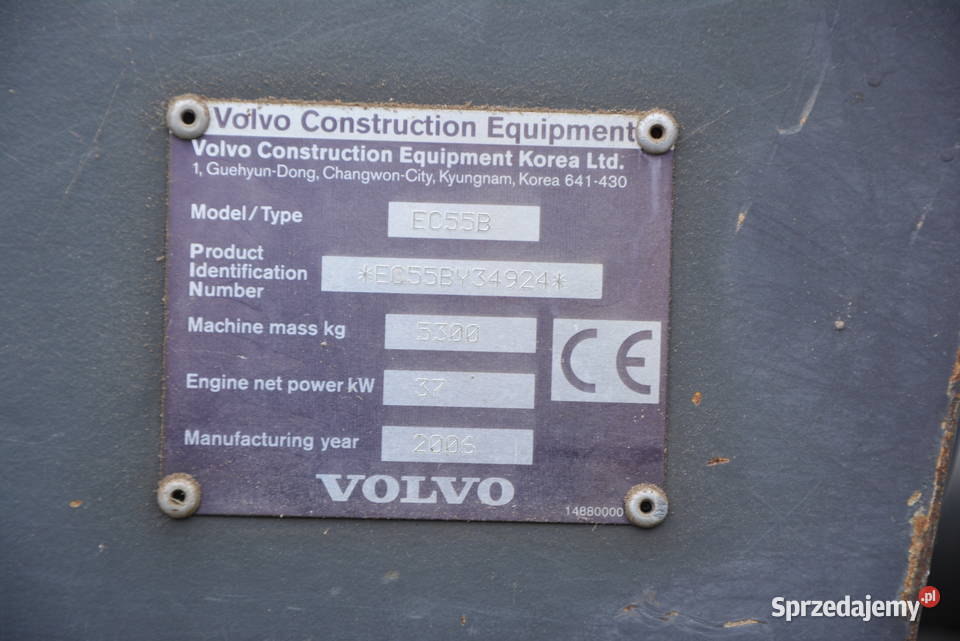 Volvo Construction Equipment
Volvo Construction Equipment Korea Ltd.
1, Guehyun-Dong, Changwon-City, Kyungnam, Korea 641-430
Model/Type EC55B
Product
Identification
Number *EC55BV34924*
Machine mass kg 5300
CE
Engine net power kW 37
Manufacturing year 2006
VOLVO
14880000
Sprzedajemy.pl